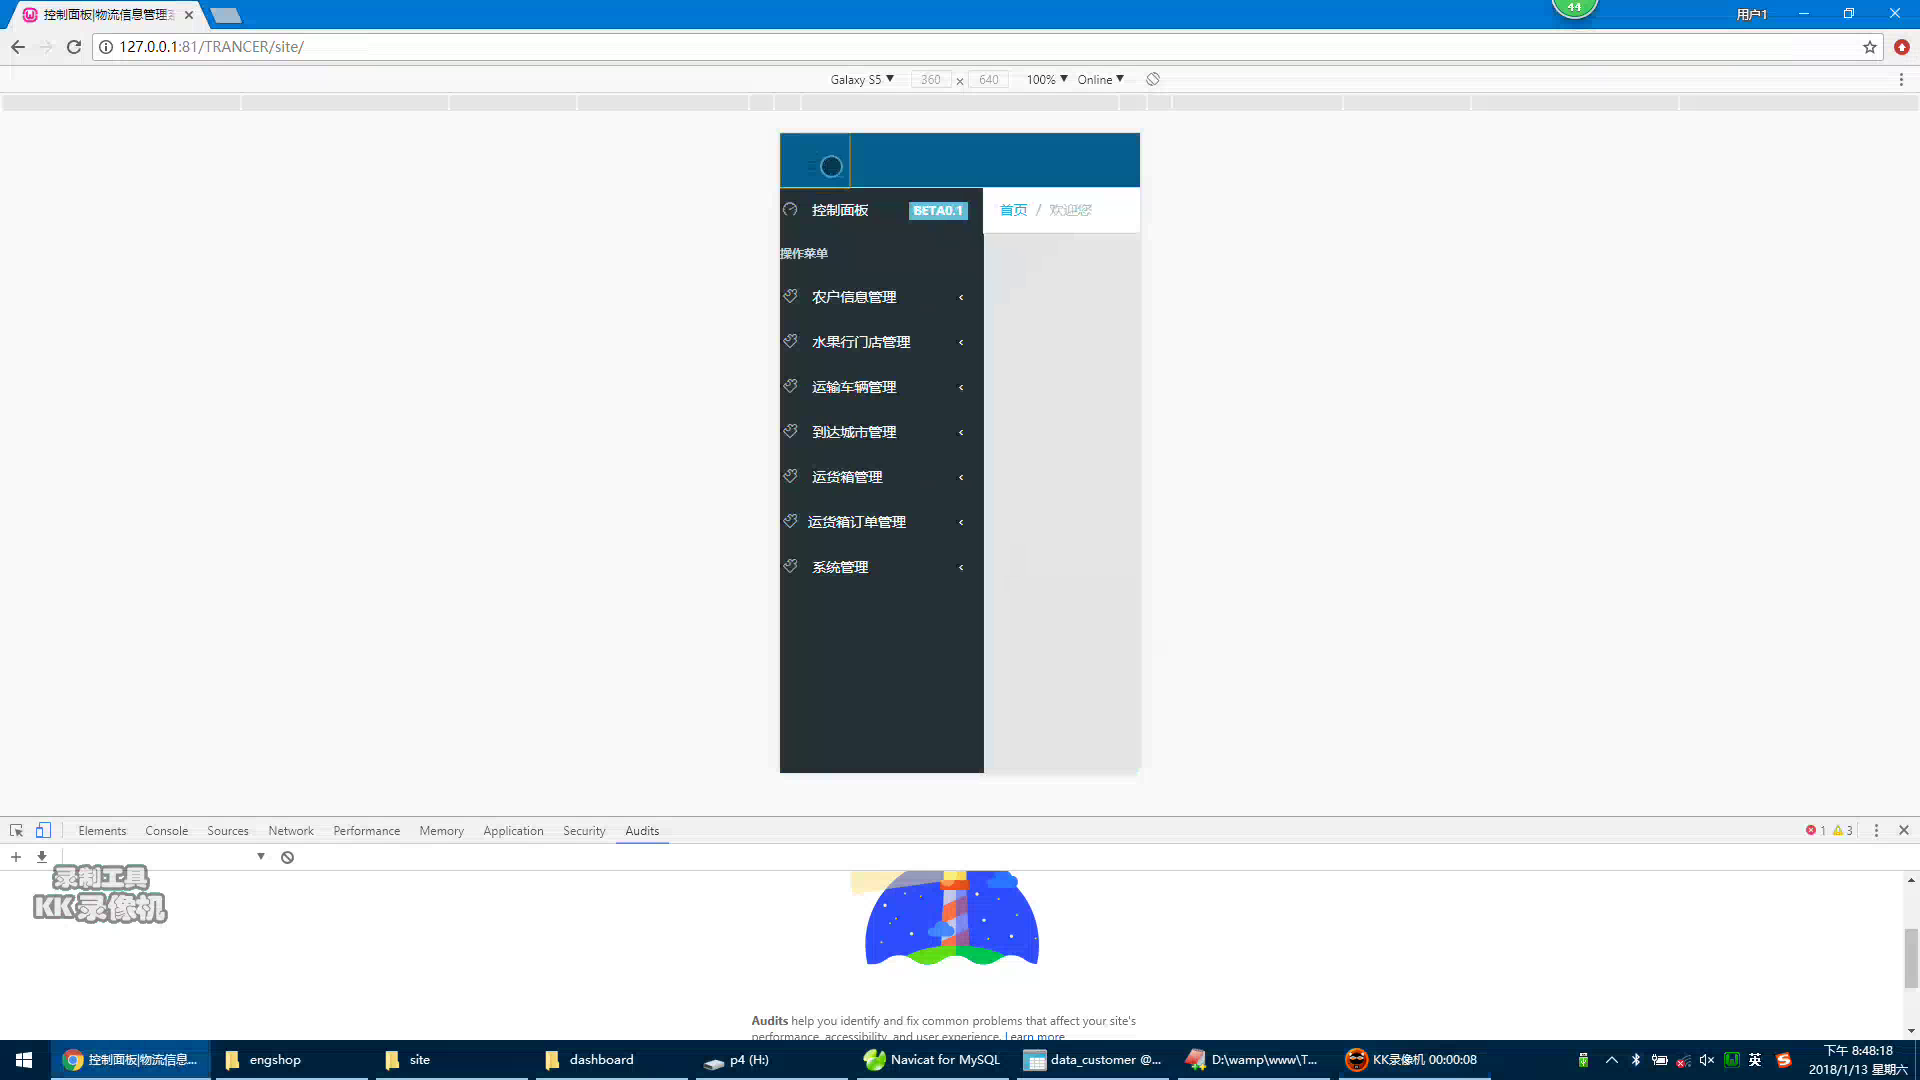 控制面板|物流信息管理
44
用户1
127.0.0.1:81/TRANCER/site/
Galaxy S5 ▼ 360 x 640 100% ▼ Online ▼
控制面板 BETA0.1
首页 / 欢迎您
操作菜单
农户信息管理
水果行门店管理
运输车辆管理
到达城市管理
运货箱管理
运货箱订单管理
系统管理
Elements Console Sources Network Performance Memory Application Security Audits
1 3
录制工具
KK录像机
Audits help you identify and fix common problems that affect your site's
performance, accessibility, and user experience. Learn more
控制面板|物流信息...
engshop
site
dashboard
p4 (H:)
Navicat for MySQL
data_customer @...
D:\wamp\www\T...
KK录像机 00:00:08
英
下午 8:48:18
2018/1/13 星期六